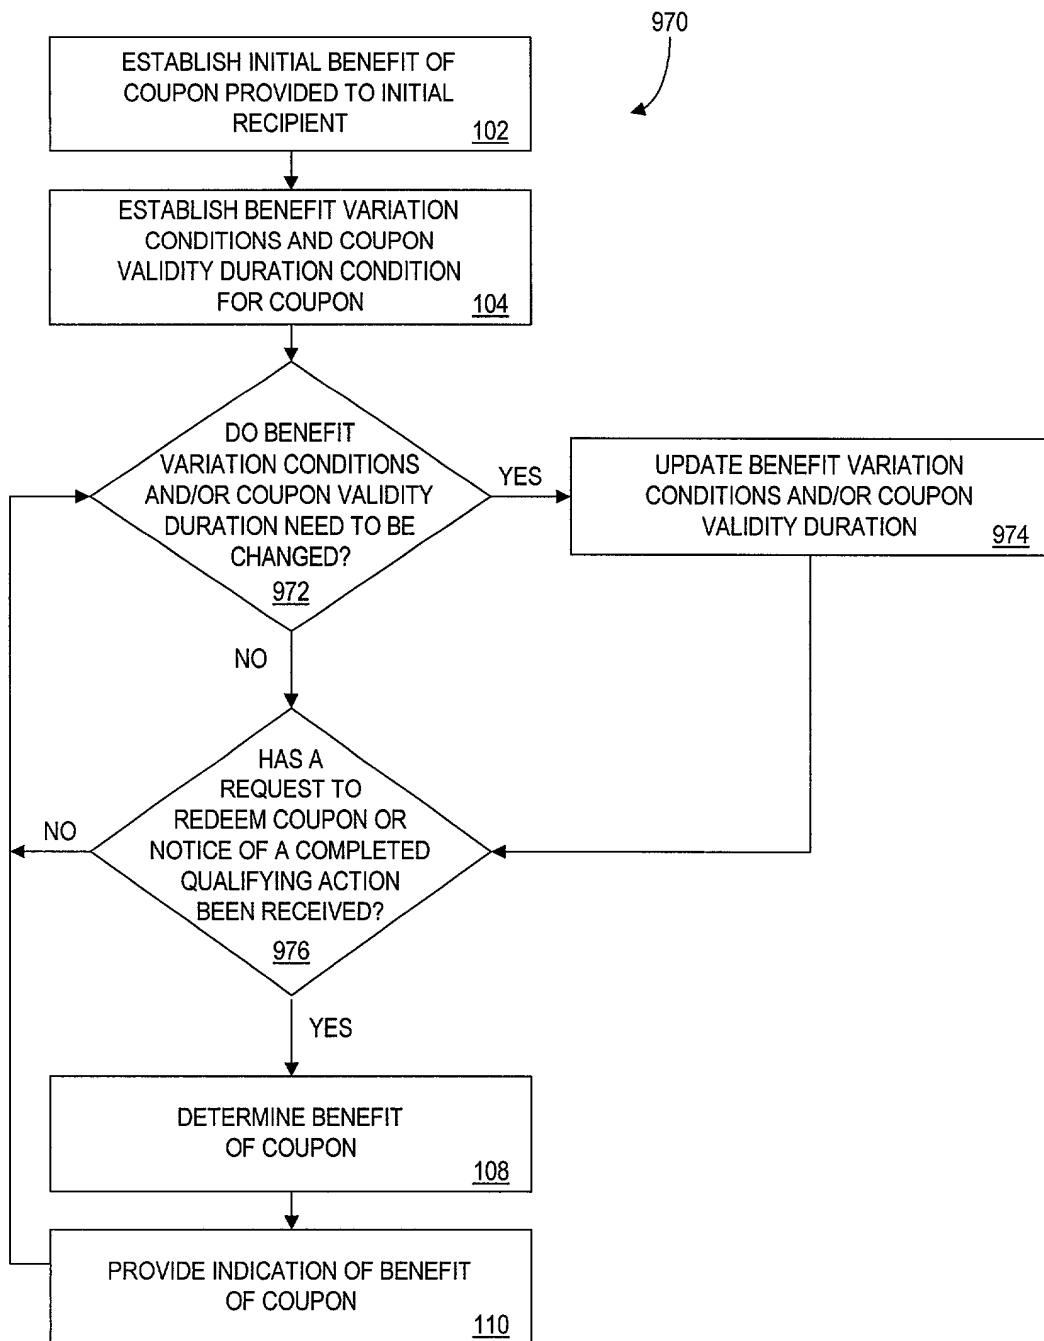 970
ESTABLISH INITIAL BENEFIT OF
COUPON PROVIDED TO INITIAL
RECIPIENT
102
ESTABLISH BENEFIT VARIATION
CONDITIONS AND COUPON
VALIDITY DURATION CONDITION
FOR COUPON
104
DO BENEFIT
VARIATION CONDITIONS
AND/OR COUPON VALIDITY
DURATION NEED TO BE
CHANGED?
972
YES
UPDATE BENEFIT VARIATION
CONDITIONS AND/OR COUPON
VALIDITY DURATION
974
NO
HAS A
REQUEST TO
REDEEM COUPON OR
NOTICE OF A COMPLETED
QUALIFYING ACTION
BEEN RECEIVED?
976
NO
YES
DETERMINE BENEFIT
OF COUPON
108
PROVIDE INDICATION OF BENEFIT
OF COUPON
110